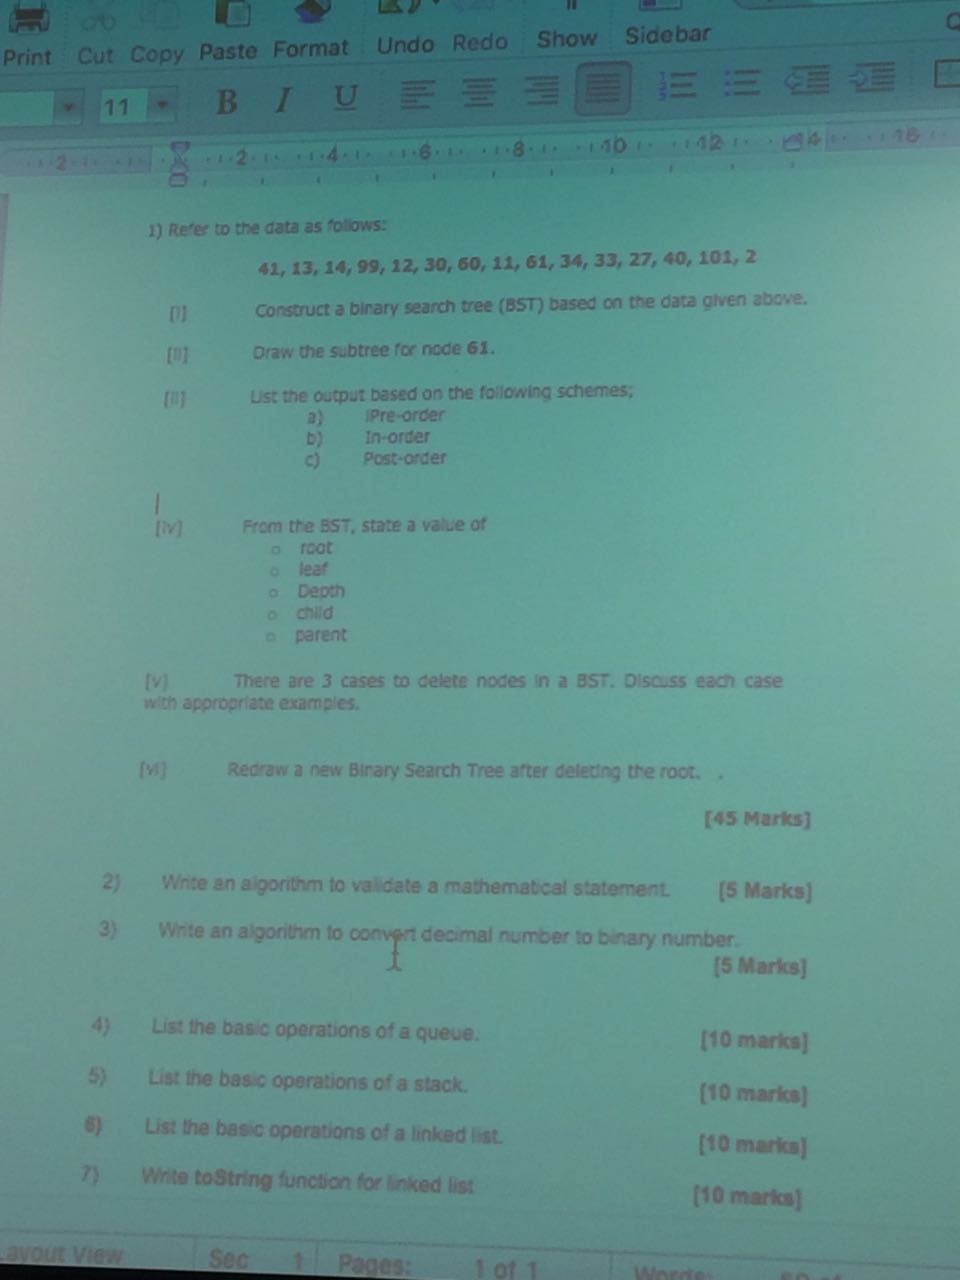 Print Cut Copy Paste Format Undo Redo Show Sidebar
11 B I U
2 2 4 6 8 10 12 14 16
1) Refer to the data as follows:
41, 13, 14, 99, 12, 30, 60, 11, 61, 34, 33, 27, 40, 101, 2
[i] Construct a binary search tree (BST) based on the data given above.
[ii] Draw the subtree for node 61.
[iii] List the output based on the following schemes;
a) Pre-order
b) In-order
c) Post-order
[iv] From the BST, state a value of
root
leaf
Depth
child
parent
[v] There are 3 cases to delete nodes in a BST. Discuss each case
with appropriate examples.
[vi] Redraw a new Binary Search Tree after deleting the root. .
[45 Marks]
2) Write an algorithm to validate a mathematical statement. [5 Marks]
3) Write an algorithm to convert decimal number to binary number.
[5 Marks]
4) List the basic operations of a queue. [10 marks]
5) List the basic operations of a stack. [10 marks]
6) List the basic operations of a linked list. [10 marks]
7) Write toString function for linked list [10 marks]
Layout View Sec 1 Pages: 1 of 1 Words: